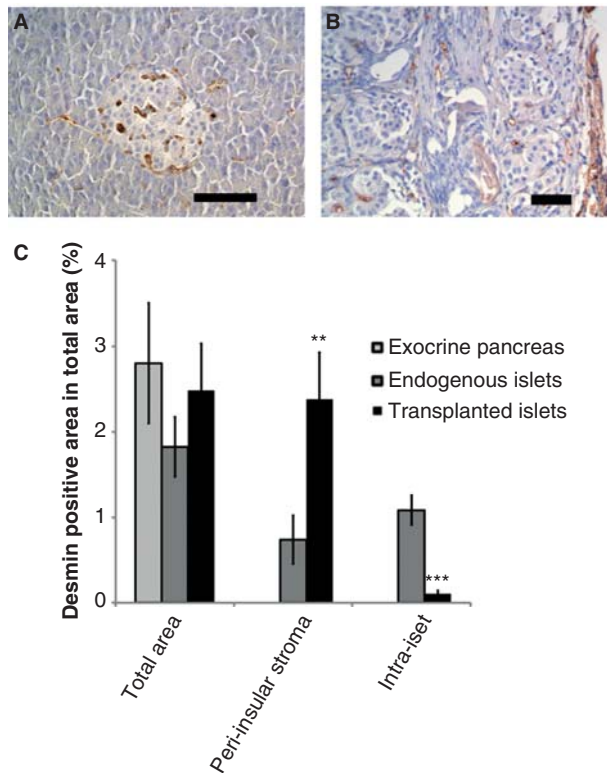 A
B
C
Desmin positive area in total area (%)
4
3
2
1
0
**
***
Exocrine pancreas
Endogenous islets
Transplanted islets
Total area
Peri-insular stroma
Intra-iset